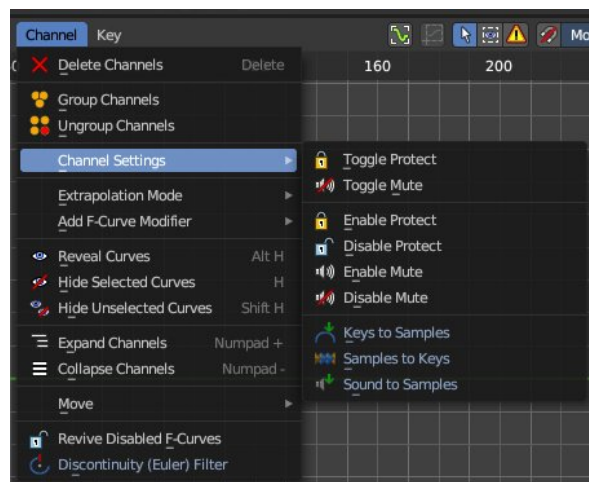 Channel Key Mo
160 200
Delete Channels Delete
Group Channels
Ungroup Channels
Channel Settings
Extrapolation Mode
Add F-Curve Modifier
Reveal Curves Alt H
Hide Selected Curves H
Hide Unselected Curves Shift H
Expand Channels Numpad +
Collapse Channels Numpad -
Move
Revive Disabled F-Curves
Discontinuity (Euler) Filter
Toggle Protect
Toggle Mute
Enable Protect
Disable Protect
Enable Mute
Disable Mute
Keys to Samples
Samples to Keys
Sound to Samples